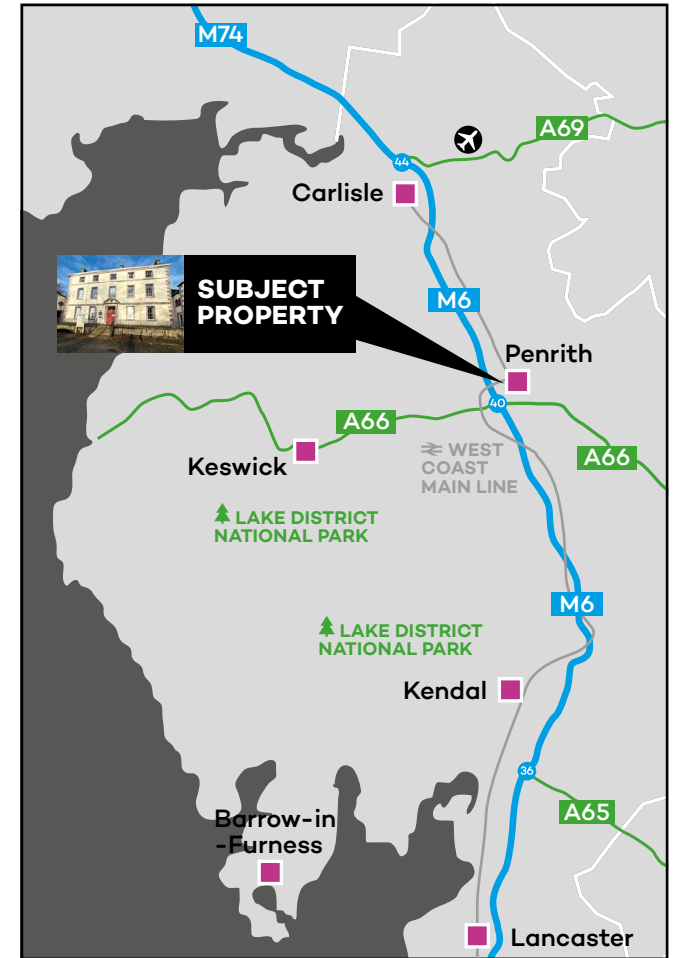 M74
A69
44
Carlisle
SUBJECT
PROPERTY
M6
Penrith
40
A66
Keswick
WEST
COAST
MAIN LINE
A66
LAKE DISTRICT
NATIONAL PARK
M6
LAKE DISTRICT
NATIONAL PARK
Kendal
36
A65
Barrow-in
-Furness
Lancaster